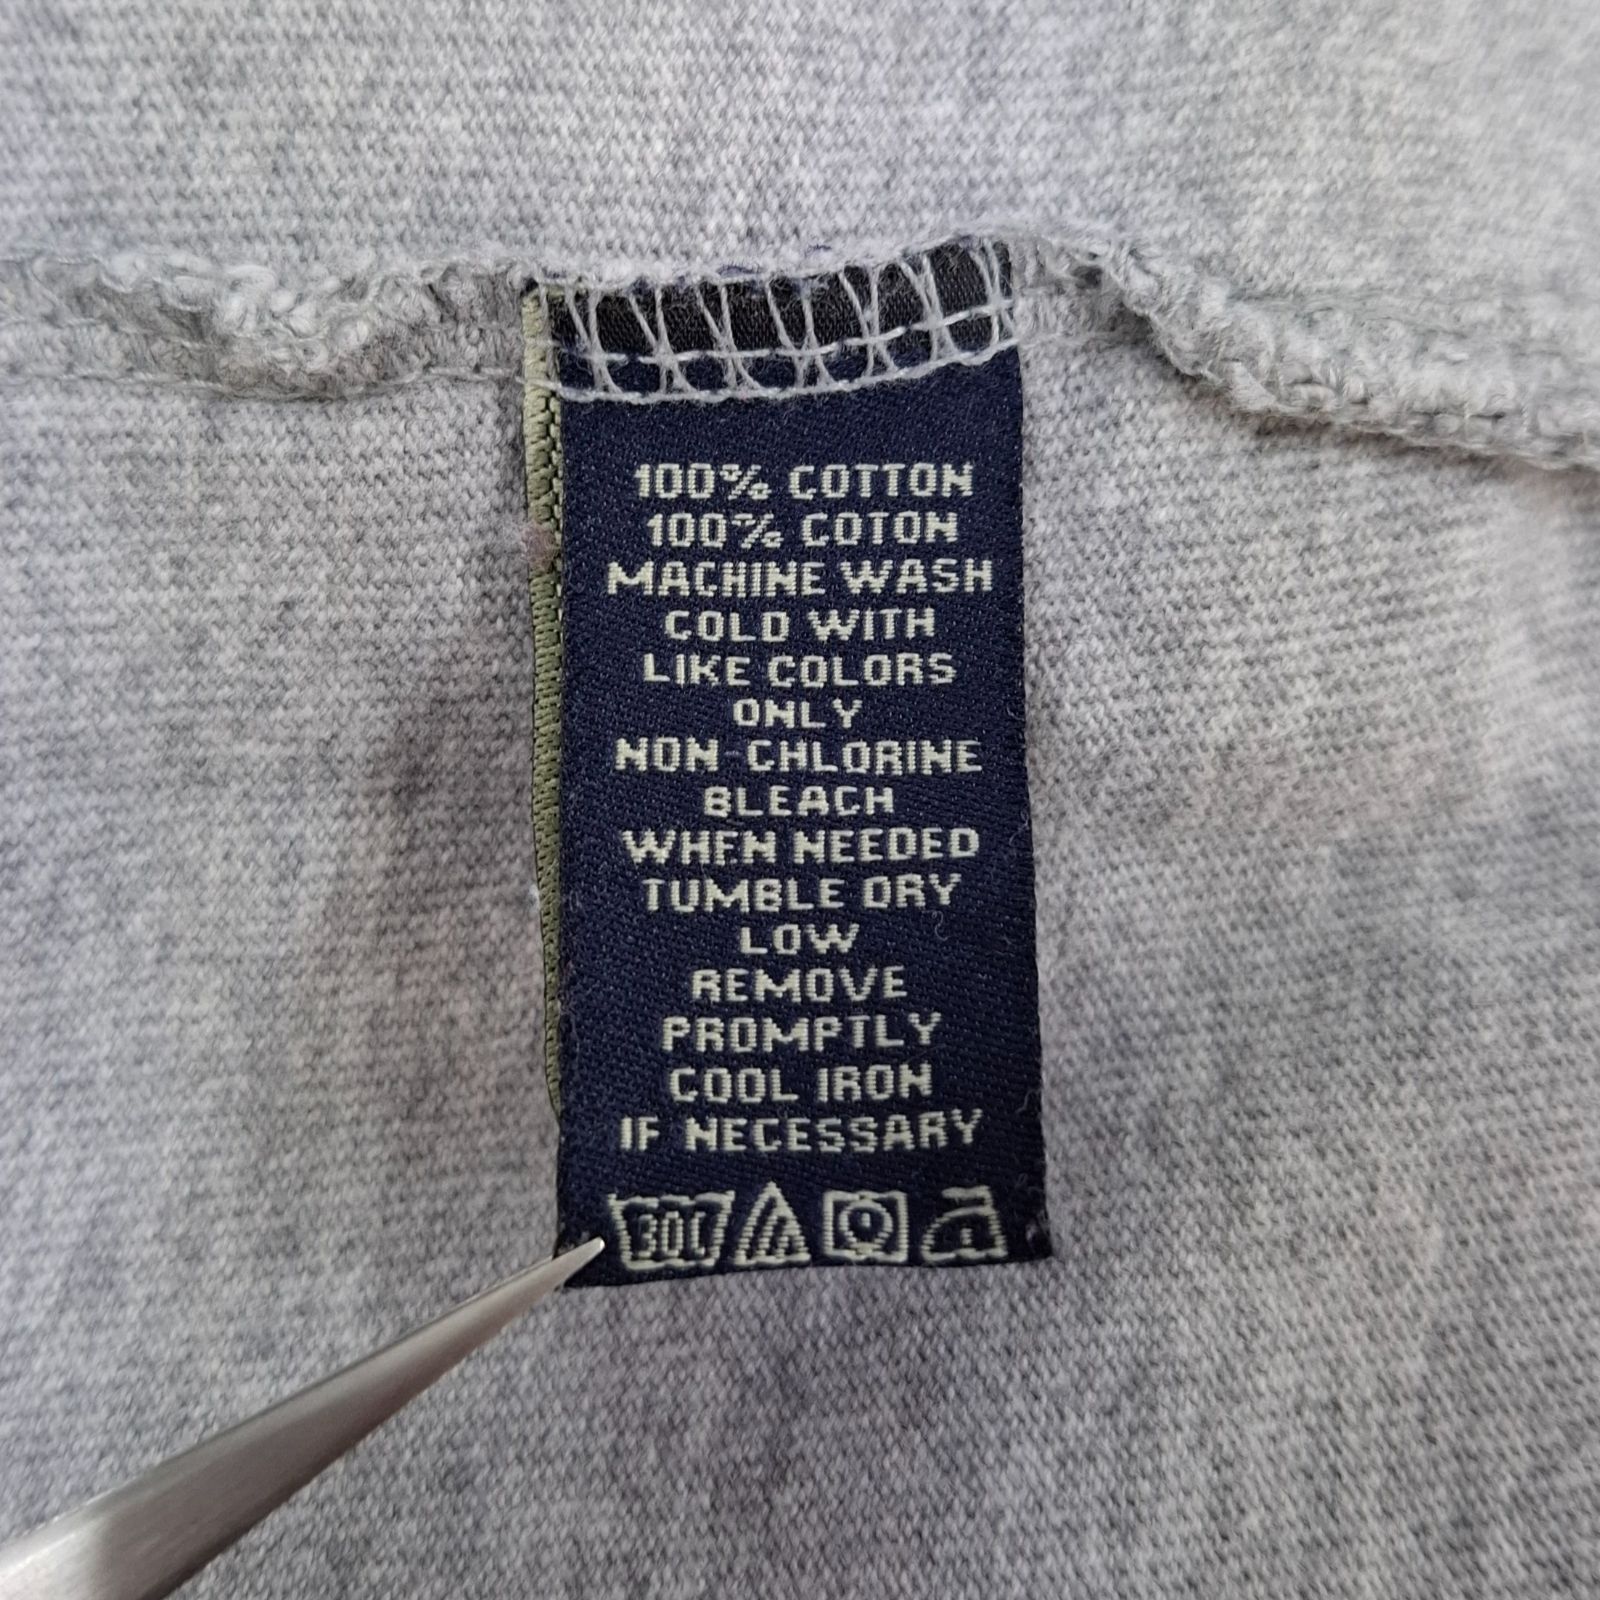 100% COTTON
100% COTON
MACHINE WASH
COLD WITH
LIKE COLORS
ONLY
NON-CHLORINE
BLEACH
WHEN NEEDED
TUMBLE DRY
LOW
REMOVE
PROMPTLY
COOL IRON
IF NECESSARY
30C